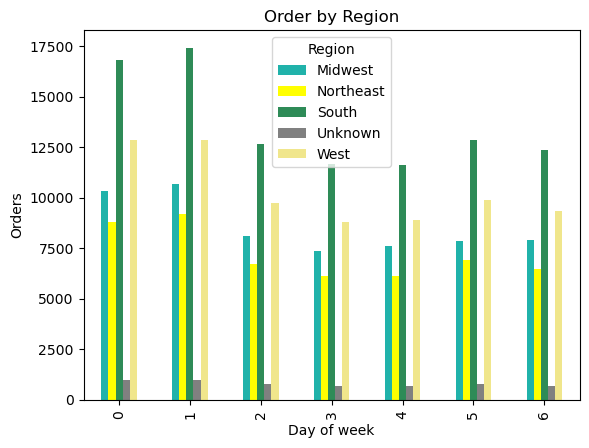 Order by Region
Region
Midwest
Northeast
South
Unknown
West
Orders
17500
15000
12500
10000
7500
5000
2500
0
0 1 2 3 4 5 6
Day of week